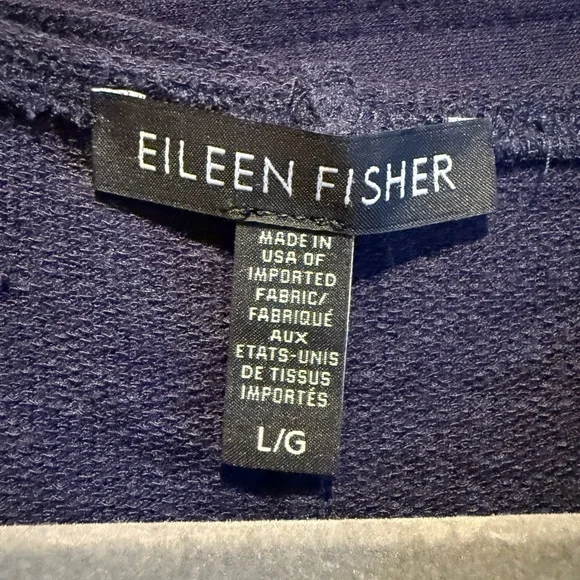 EILEEN FISHER
MADE IN
USA OF
IMPORTED
FABRIC/
FABRIQUÉ
AUX
ETATS-UNIS
DE TISSUS
IMPORTÉS
L/G